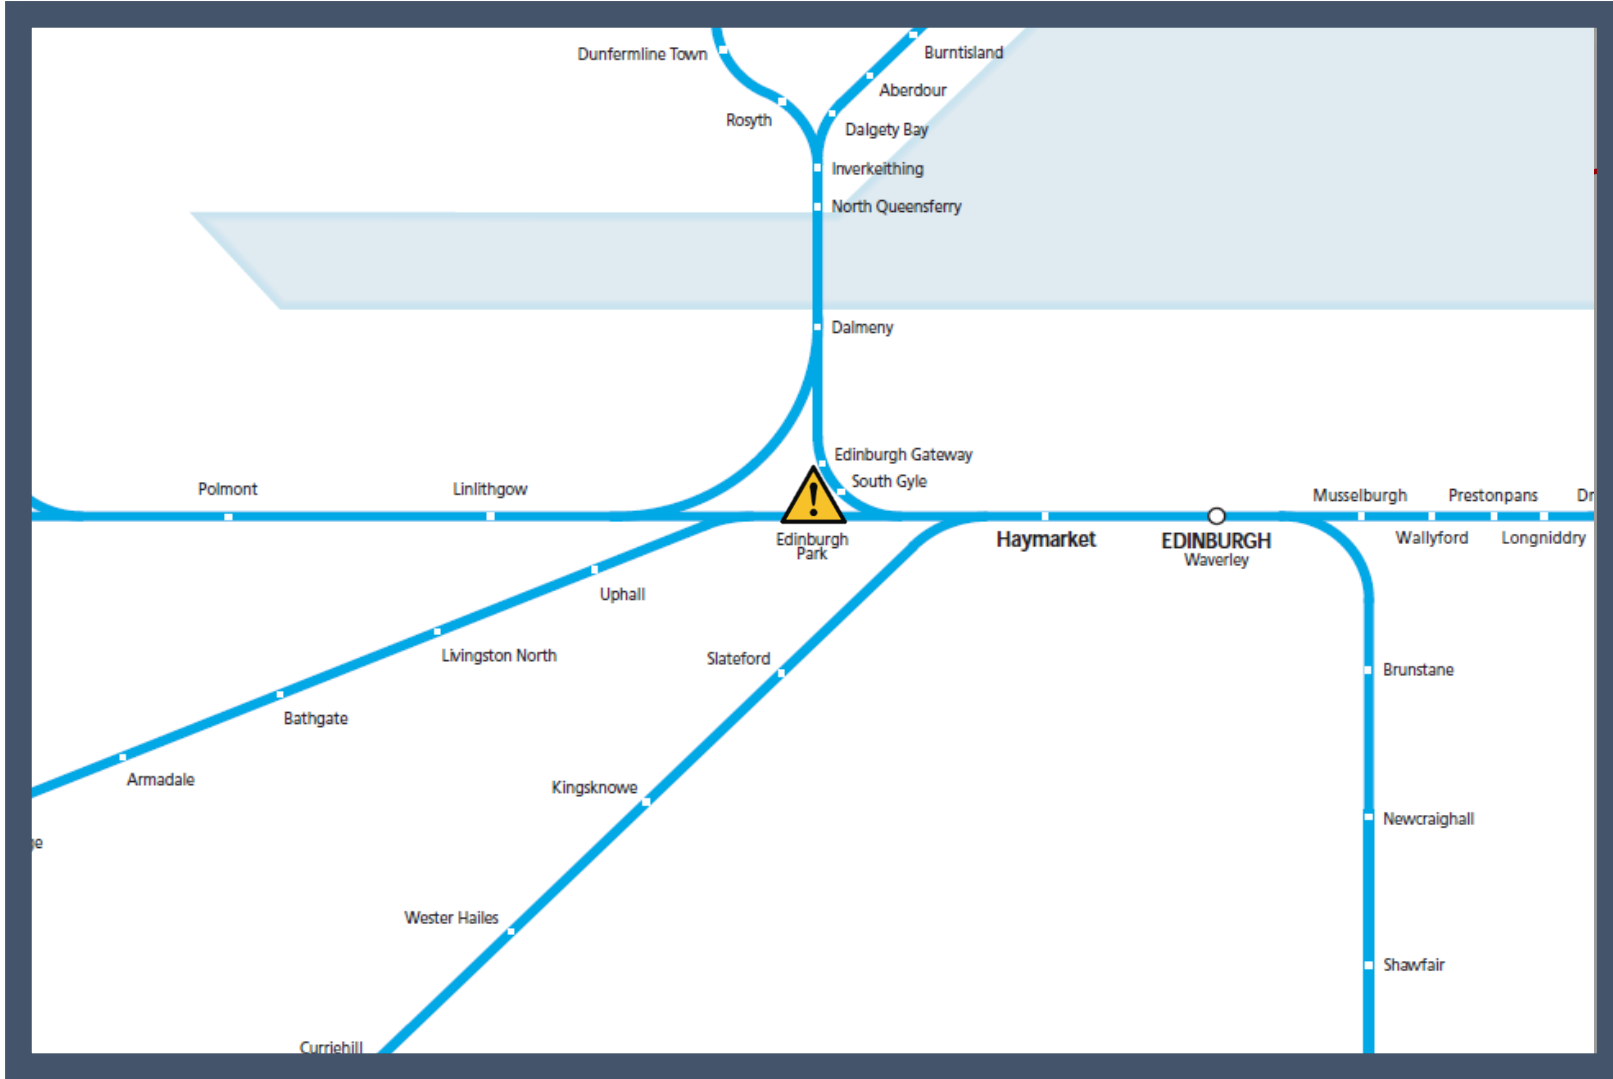 Dunfermline Town
Burntisland
Aberdour
Rosyth
Dalgety Bay
Inverkeithing
North Queensferry
Dalmeny
Edinburgh Gateway
South Gyle
Polmont
Linlithgow
Musselburgh
Prestonpans
Dr
!
Edinburgh
Park
Haymarket
EDINBURGH
Waverley
Wallyford
Longniddry
Uphall
Livingston North
Slateford
Brunstane
Bathgate
Armadale
Kingsknowe
Newcraighall
ge
Wester Hailes
Shawfair
Curriehill